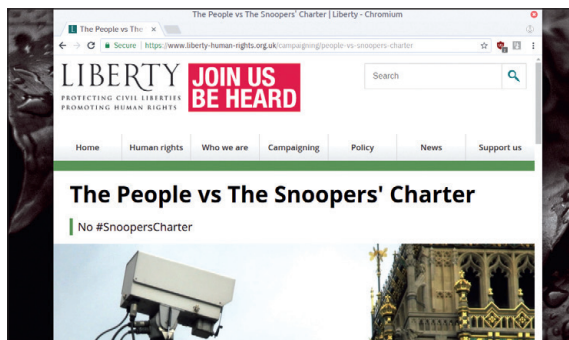 The People vs The Snoopers' Charter | Liberty - Chromium
The People vs The
Secure | https://www.liberty-human-rights.org.uk/campaigning/people-vs-snoopers-charter
LIBERTY
PROTECTING CIVIL LIBERTIES
PROMOTING HUMAN RIGHTS
JOIN US
BE HEARD
Search
Home Human rights Who we are Campaigning Policy News Support us
The People vs The Snoopers' Charter
No #SnoopersCharter